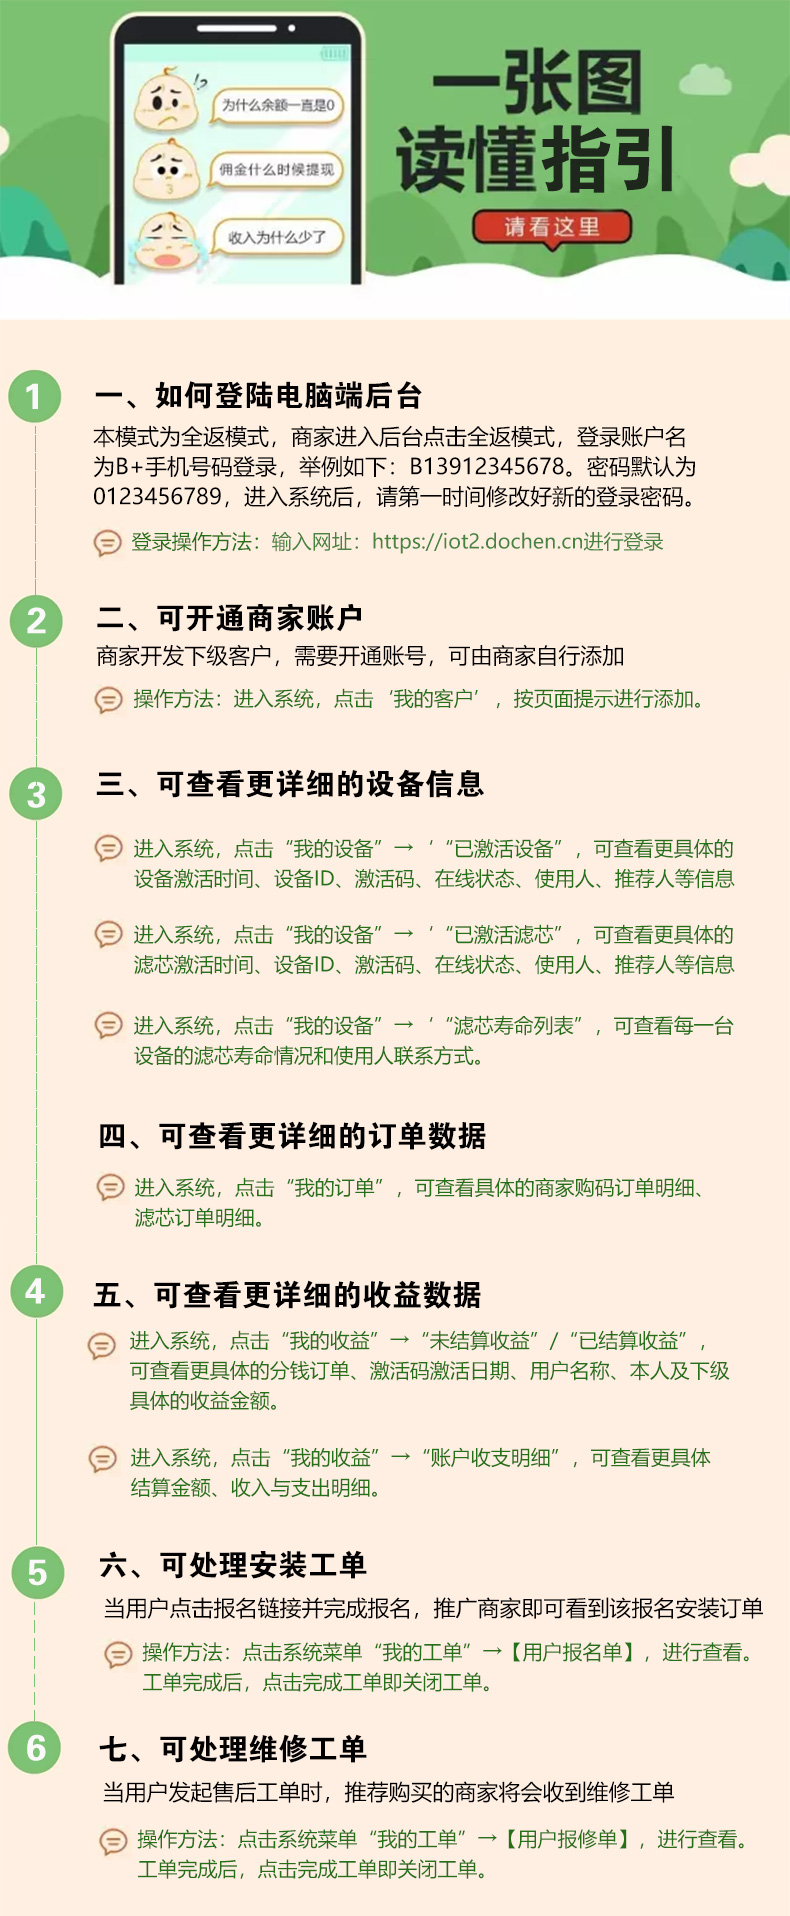 !?
为什么余额一直是0
佣金什么时候提现
3
收入为什么少了
一张图
读懂指引
请看这里
1
一、如何登陆电脑端后台
本模式为全返模式，商家进入后台点击全返模式，登录账户名
为B+手机号码登录，举例如下：B13912345678。密码默认为
0123456789，进入系统后，请第一时间修改好新的登录密码。
登录操作方法：输入网址：https://iot2.dochen.cn进行登录
2
二、可开通商家账户
商家开发下级客户，需要开通账号，可由商家自行添加
操作方法：进入系统，点击‘我的客户’，按页面提示进行添加。
3
三、可查看更详细的设备信息
进入系统，点击“我的设备”→‘“已激活设备”，可查看更具体的
设备激活时间、设备ID、激活码、在线状态、使用人、推荐人等信息
进入系统，点击“我的设备”→‘“已激活滤芯”，可查看更具体的
滤芯激活时间、设备ID、激活码、在线状态、使用人、推荐人等信息
进入系统，点击“我的设备”→‘“滤芯寿命列表”，可查看每一台
设备的滤芯寿命情况和使用人联系方式。
四、可查看更详细的订单数据
进入系统，点击“我的订单”，可查看具体的商家购码订单明细、
滤芯订单明细。
4
五、可查看更详细的收益数据
进入系统，点击“我的收益”→“未结算收益”/“已结算收益”，
可查看更具体的分钱订单、激活码激活日期、用户名称、本人及下级
具体的收益金额。
进入系统，点击“我的收益”→“账户收支明细”，可查看更具体
结算金额、收入与支出明细。
5
六、可处理安装工单
当用户点击报名链接并完成报名，推广商家即可看到该报名安装订单
操作方法：点击系统菜单“我的工单”→【用户报名单】，进行查看。
工单完成后，点击完成工单即关闭工单。
6
七、可处理维修工单
当用户发起售后工单时，推荐购买的商家将会收到维修工单
操作方法：点击系统菜单“我的工单”→【用户报修单】，进行查看。
工单完成后，点击完成工单即关闭工单。